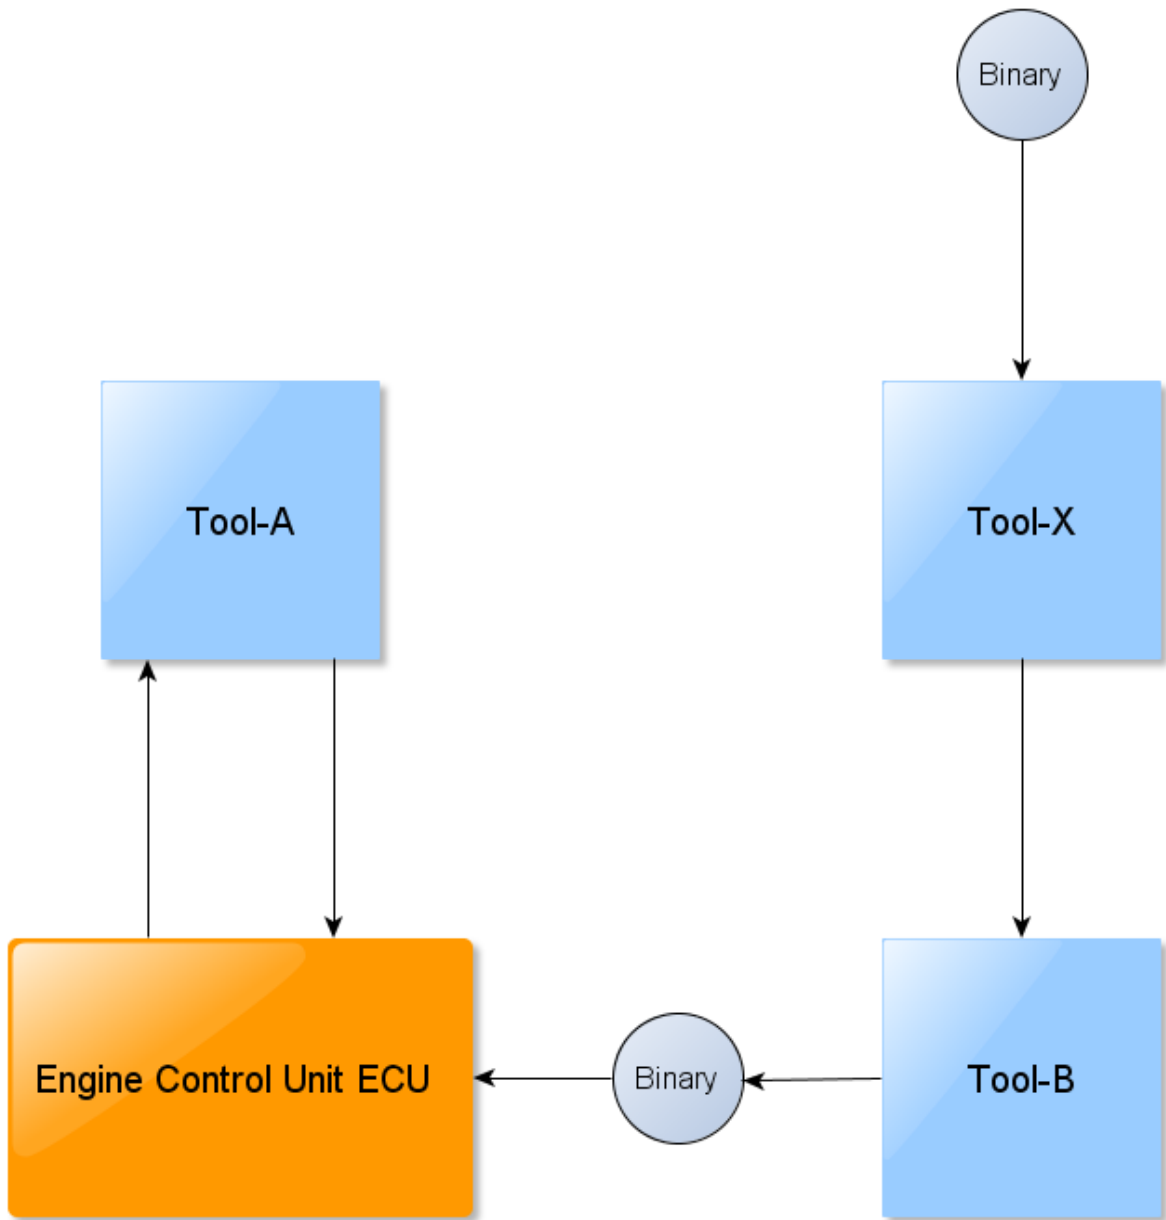 Binary
Tool-A
Tool-X
Engine Control Unit ECU
Binary
Tool-B